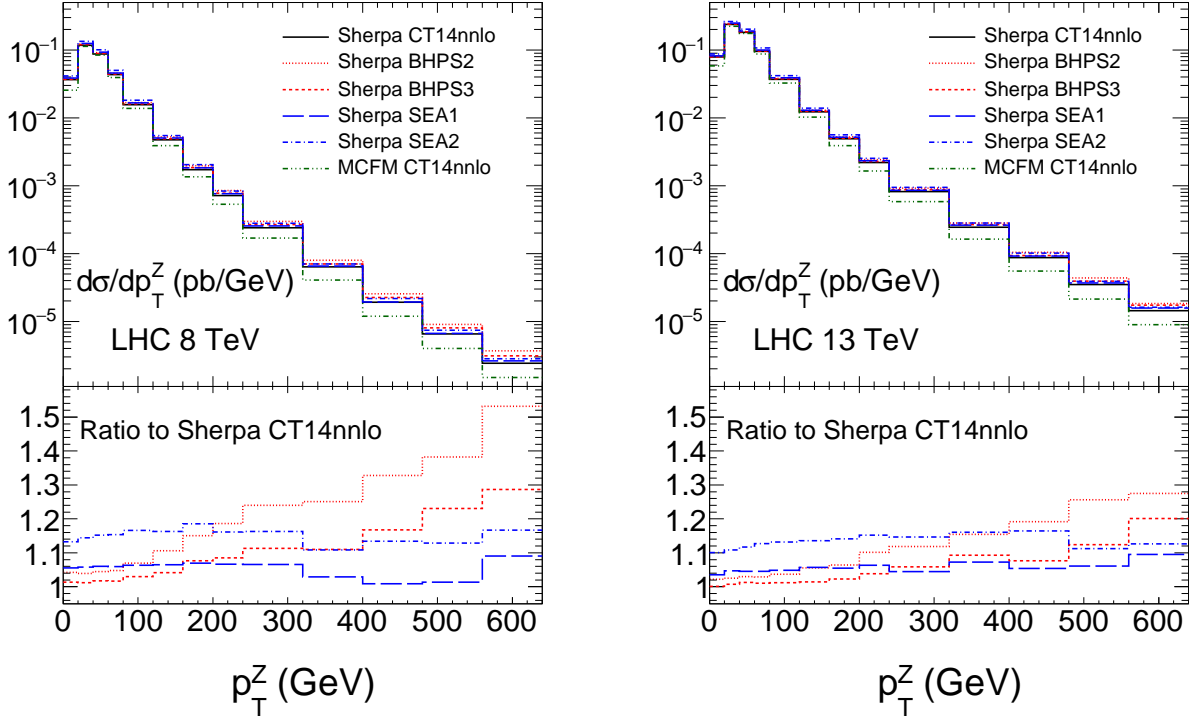 10⁻¹
10⁻²
10⁻³
10⁻⁴
10⁻⁵
Sherpa CT14nnlo
Sherpa BHPS2
Sherpa BHPS3
Sherpa SEA1
Sherpa SEA2
MCFM CT14nnlo
dσ/dp_T^Z (pb/GeV)
LHC 8 TeV
Ratio to Sherpa CT14nnlo
1.5
1.4
1.3
1.2
1.1
1
0 100 200 300 400 500 600
p_T^Z (GeV)
10⁻¹
10⁻²
10⁻³
10⁻⁴
10⁻⁵
Sherpa CT14nnlo
Sherpa BHPS2
Sherpa BHPS3
Sherpa SEA1
Sherpa SEA2
MCFM CT14nnlo
dσ/dp_T^Z (pb/GeV)
LHC 13 TeV
Ratio to Sherpa CT14nnlo
1.5
1.4
1.3
1.2
1.1
1
0 100 200 300 400 500 600
p_T^Z (GeV)